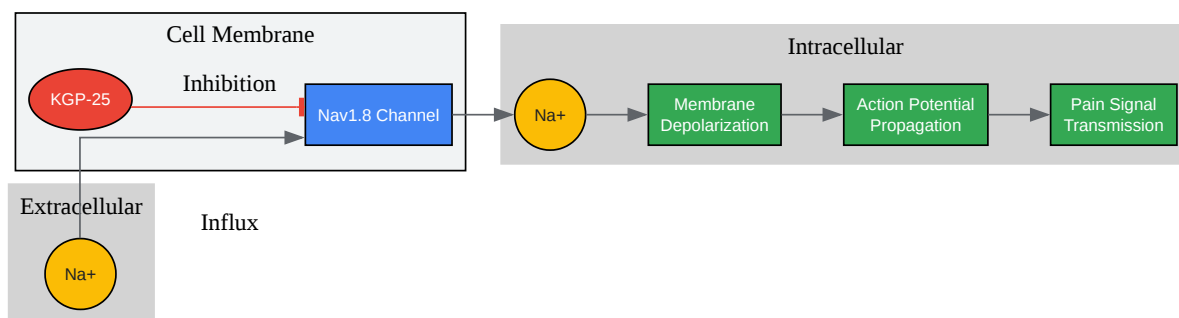 Cell Membrane
Inhibition
KGP-25
Nav1.8 Channel
Intracellular
Na+
Membrane
Depolarization
Action Potential
Propagation
Pain Signal
Transmission
Extracellular
Influx
Na+